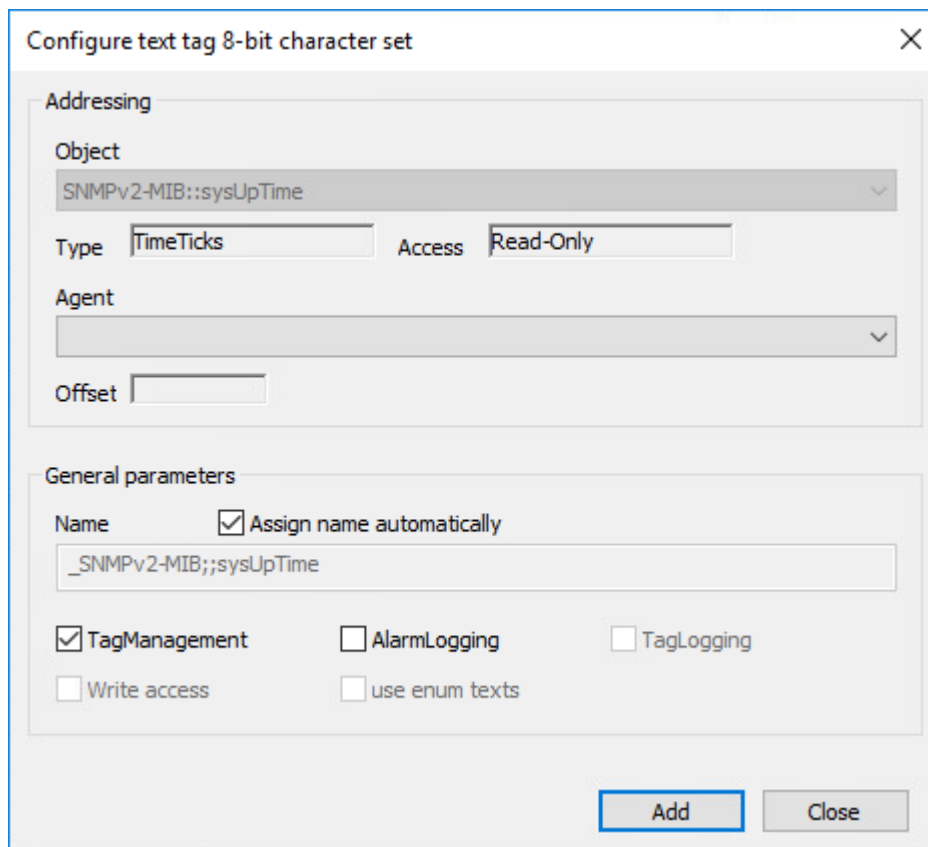 Configure text tag 8-bit character set
Addressing
Object
SNMPv2-MIB::sysUpTime
Type TimeTicks Access Read-Only
Agent
Offset
General parameters
Name Assign name automatically
_SNMPv2-MIB;;sysUpTime
TagManagement AlarmLogging TagLogging
Write access use enum texts
Add Close